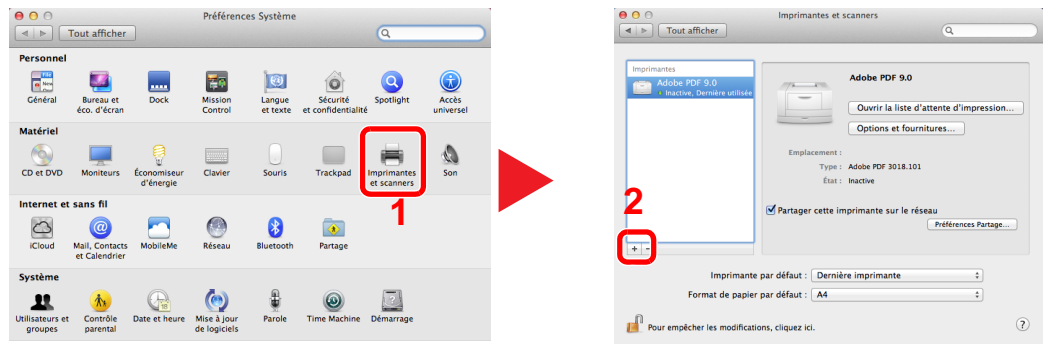 Préférences Système
Tout afficher
Personnel
Général
Bureau et
éco. d'écran
Dock
Mission
Control
Langue
et texte
Sécurité
et confidentialité
Spotlight
Accès
universel
Matériel
CD et DVD
Moniteurs
Économiseur
d'énergie
Clavier
Souris
Trackpad
Imprimantes
et scanners
Son
1
Internet et sans fil
iCloud
Mail, Contacts
et Calendrier
MobileMe
Réseau
Bluetooth
Partage
Système
Utilisateurs et
groupes
Contrôle
parental
Date et heure
Mise à jour
de logiciels
Parole
Time Machine
Démarrage
Imprimantes et scanners
Tout afficher
Imprimantes
Adobe PDF 9.0
Inactive, Dernière utilisée
2
+ −
Adobe PDF 9.0
Ouvrir la liste d'attente d'impression...
Options et fournitures...
Emplacement :
Type : Adobe PDF 3018.101
État : Inactive
Partager cette imprimante sur le réseau
Préférences Partage...
Imprimante par défaut : Dernière imprimante
Format de papier par défaut : A4
Pour empêcher les modifications, cliquez ici.
?